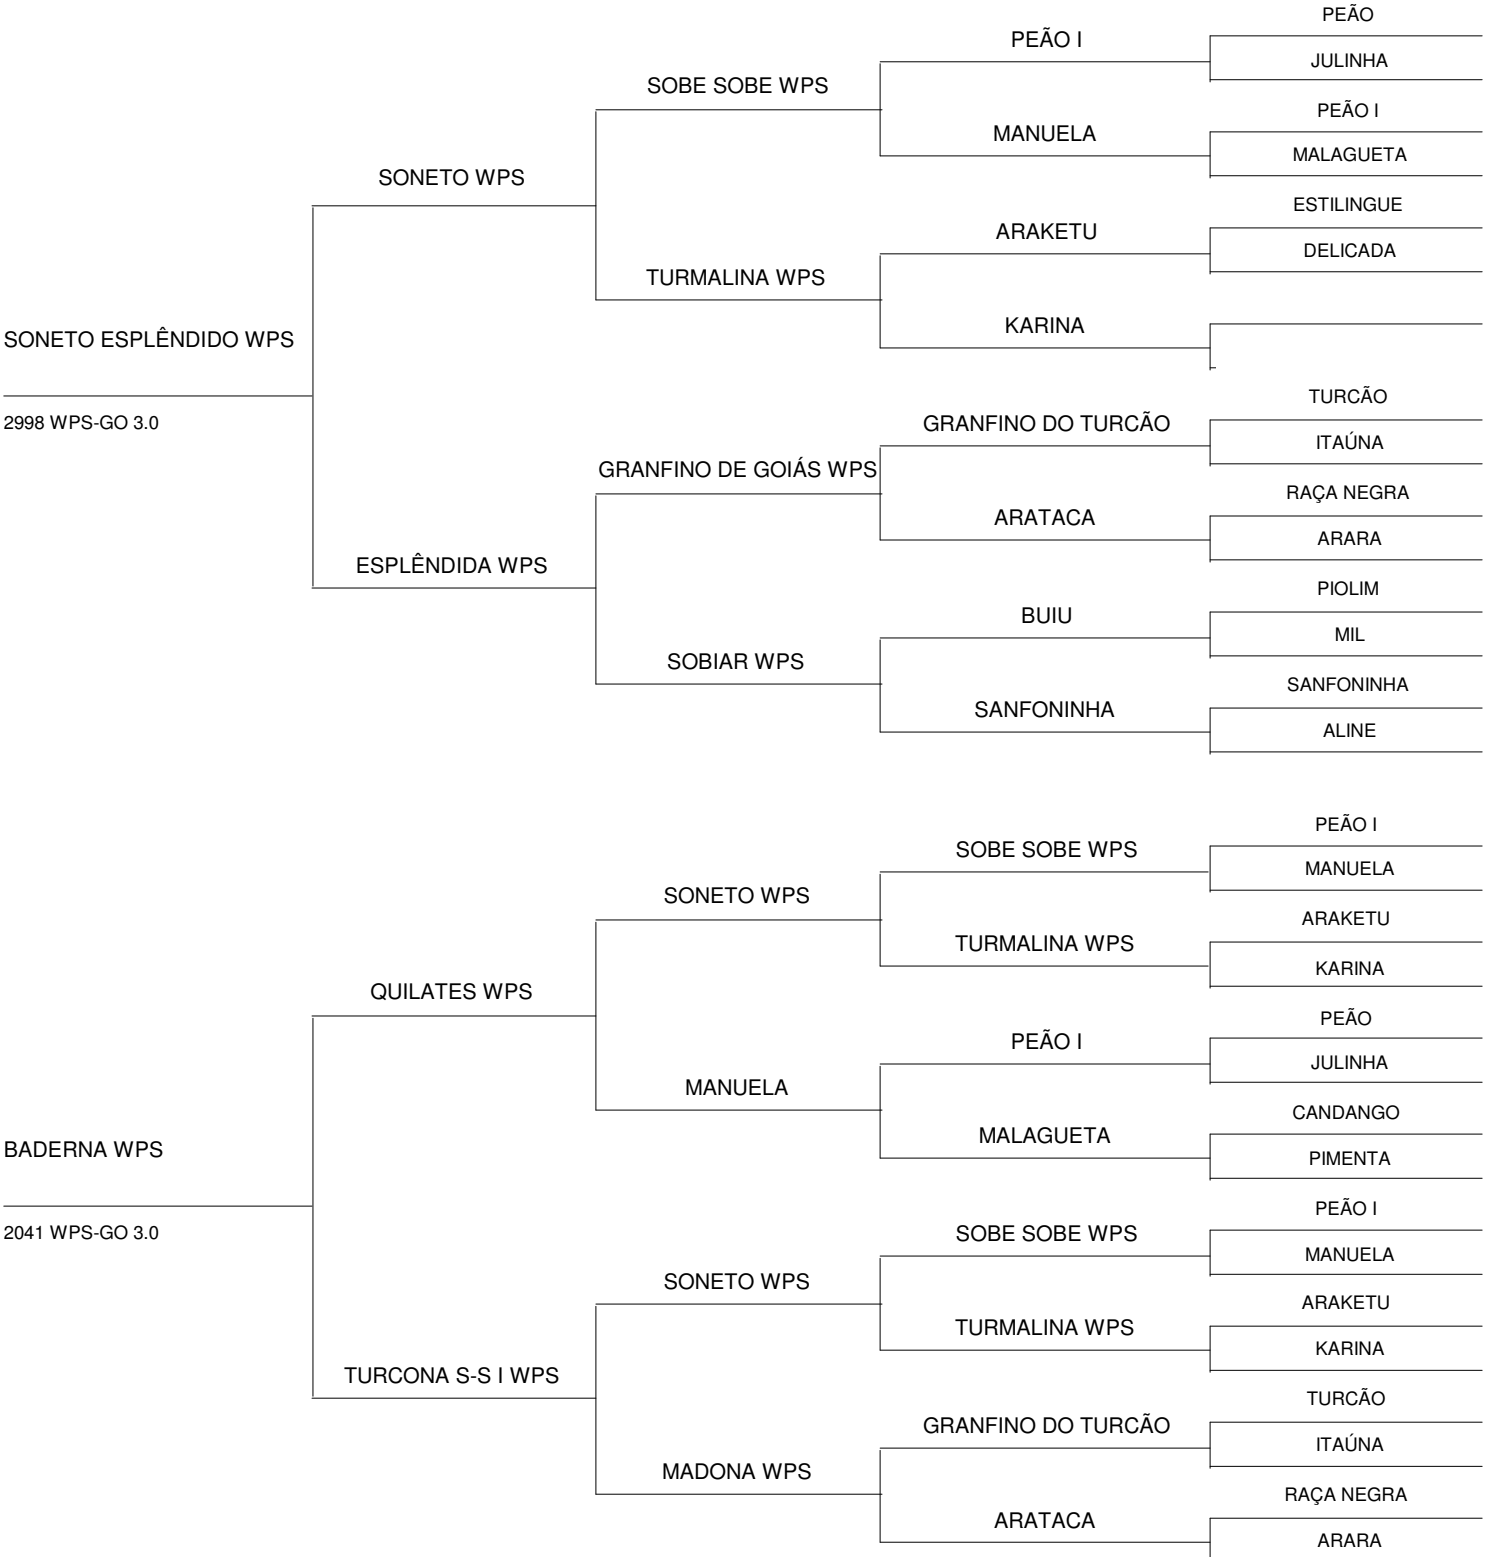 PEÃO
PEÃO I
JULINHA
SOBE SOBE WPS
PEÃO I
MANUELA
MALAGUETA
SONETO WPS
ESTILINGUE
ARAKETU
DELICADA
TURMALINA WPS
KARINA
SONETO ESPLÊNDIDO WPS
2998 WPS-GO 3.0
TURCÃO
GRANFINO DO TURCÃO
ITAÚNA
GRANFINO DE GOIÁS WPS
RAÇA NEGRA
ARATACA
ARARA
ESPLÊNDIDA WPS
PIOLIM
BUIU
MIL
SOBIAR WPS
SANFONINHA
SANFONINHA
ALINE
PEÃO I
SOBE SOBE WPS
MANUELA
SONETO WPS
ARAKETU
TURMALINA WPS
KARINA
QUILATES WPS
PEÃO
PEÃO I
JULINHA
MANUELA
CANDANGO
MALAGUETA
PIMENTA
BADERNA WPS
2041 WPS-GO 3.0
PEÃO I
SOBE SOBE WPS
MANUELA
SONETO WPS
ARAKETU
TURMALINA WPS
KARINA
TURCONA S-S I WPS
TURCÃO
GRANFINO DO TURCÃO
ITAÚNA
MADONA WPS
RAÇA NEGRA
ARATACA
ARARA